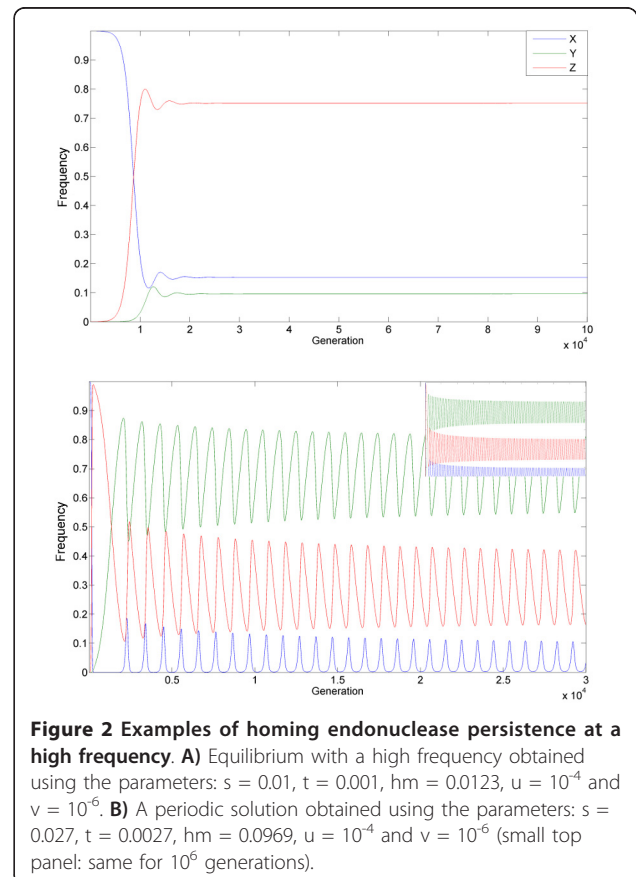 X
Y
Z
0.9
0.8
0.7
0.6
0.5
0.4
0.3
0.2
0.1
0
Frequency
1 2 3 4 5 6 7 8 9 10
Generation
x 10⁴
0.9
0.8
0.7
0.6
0.5
0.4
0.3
0.2
0.1
0
Frequency
0.5 1 1.5 2 2.5 3
Generation
x 10⁴
Figure 2 Examples of homing endonuclease persistence at a
high frequency. A) Equilibrium with a high frequency obtained
using the parameters: s = 0.01, t = 0.001, hm = 0.0123, u = 10⁻⁴ and
v = 10⁻⁶. B) A periodic solution obtained using the parameters: s =
0.027, t = 0.0027, hm = 0.0969, u = 10⁻⁴ and v = 10⁻⁶ (small top
panel: same for 10⁶ generations).